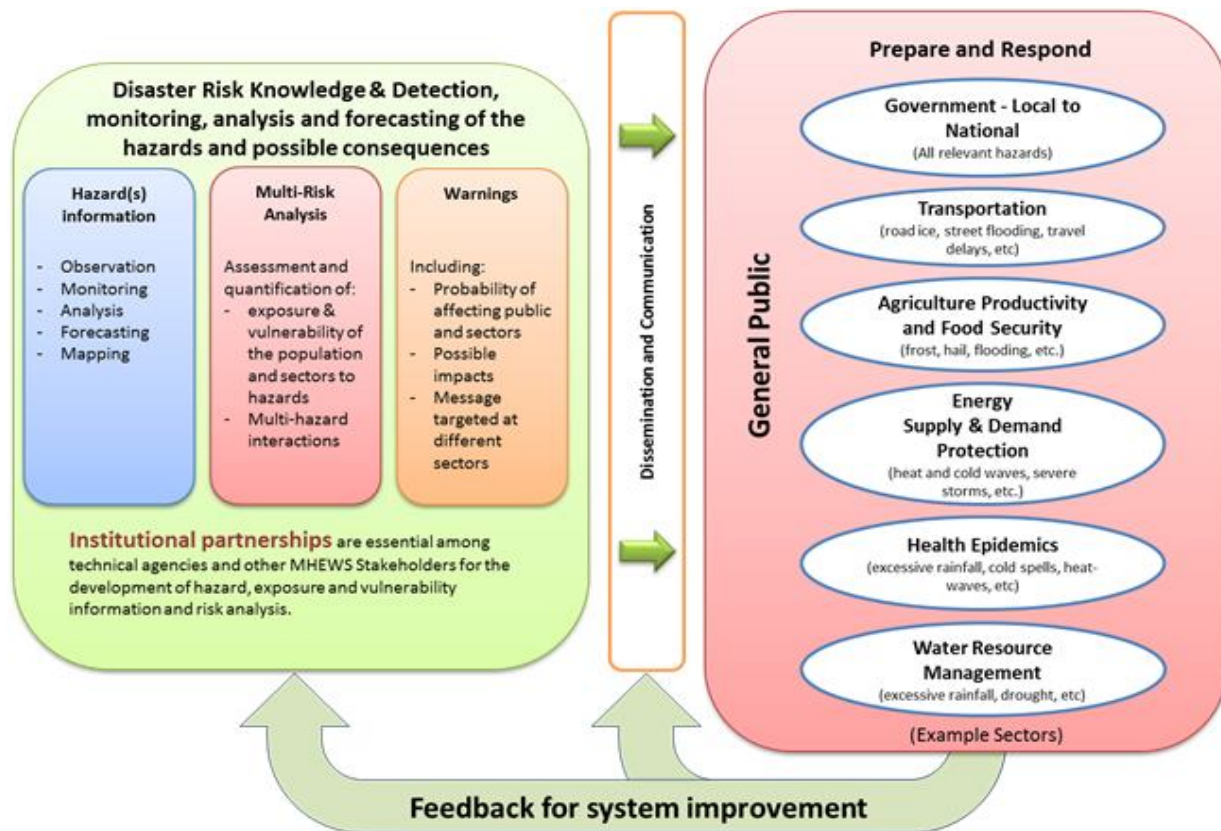 Disaster Risk Knowledge & Detection,
monitoring, analysis and forecasting of the
hazards and possible consequences
Hazard(s)
information
- Observation
- Monitoring
- Analysis
- Forecasting
- Mapping
Multi-Risk
Analysis
Assessment and
quantification of:
- exposure &
vulnerability of
the population
and sectors to
hazards
- Multi-hazard
interactions
Warnings
Including:
- Probability of
affecting public
and sectors
- Possible
impacts
- Message
targeted at
different
sectors
Institutional partnerships are essential among
technical agencies and other MHEWS Stakeholders for the
development of hazard, exposure and vulnerability
information and risk analysis.
Dissemination and Communication
General Public
Prepare and Respond
Government - Local to
National
(All relevant hazards)
Transportation
(road ice, street flooding, travel
delays, etc)
Agriculture Productivity
and Food Security
(frost, hail, flooding, etc.)
Energy
Supply & Demand
Protection
(heat and cold waves, severe
storms, etc.)
Health Epidemics
(excessive rainfall, cold spells, heat-
waves, etc)
Water Resource
Management
(excessive rainfall, drought, etc)
(Example Sectors)
Feedback for system improvement